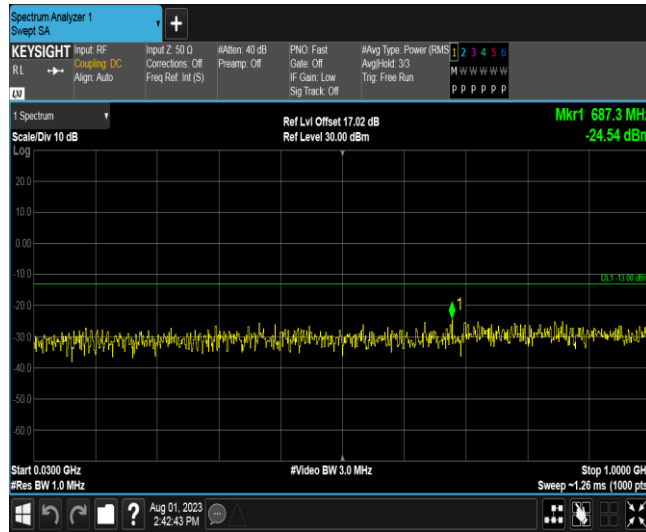 Spectrum Analyzer 1
Swept SA
+
KEYSIGHT Input: RF Input Z: 50 Ω #Atten: 40 dB PNO: Fast #Avg Type: Power (RMS 1 2 3 4 5 6
RL Coupling: DC Corrections: Off Preamp: Off Gate: Off Avg|Hold: 3/3 M W W W W W
Align: Auto Freq Ref: Int (S) IF Gain: Low Trig: Free Run
Sig Track: Off P P P P P P
LXI
1 Spectrum Ref Lvl Offset 17.02 dB Mkr1 687.3 MHz
Scale/Div 10 dB Ref Level 30.00 dBm -24.54 dBm
Log
20.0
10.0
0.00
-10.0
DL1 -13.00 dBm
-20.0
1
-30.0
-40.0
-50.0
-60.0
Start 0.0300 GHz #Video BW 3.0 MHz Stop 1.0000 GHz
#Res BW 1.0 MHz Sweep ~1.26 ms (1000 pts
? Aug 01, 2023
2:42:43 PM